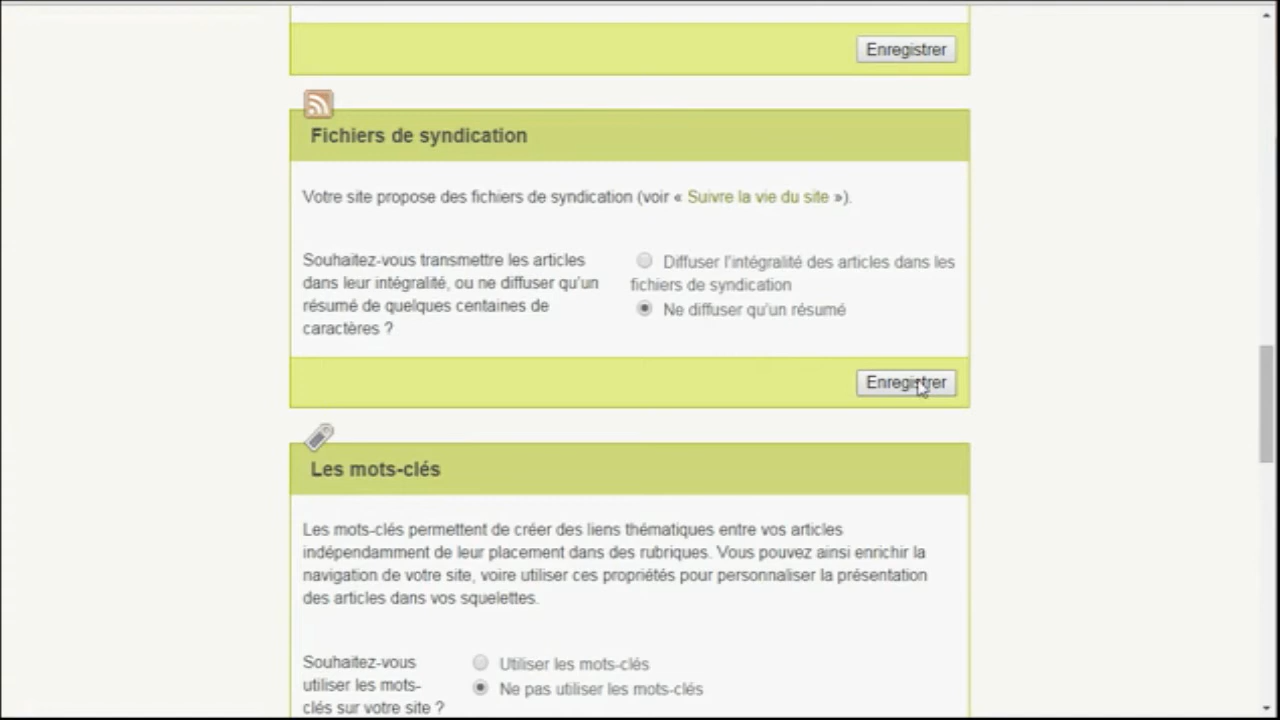 Enregistrer
Fichiers de syndication
Votre site propose des fichiers de syndication (voir « Suivre la vie du site »).
Souhaitez-vous transmettre les articles
dans leur intégralité, ou ne diffuser qu'un
résumé de quelques centaines de
caractères ?
Diffuser l'intégralité des articles dans les
fichiers de syndication
Ne diffuser qu'un résumé
Enregistrer
Les mots-clés
Les mots-clés permettent de créer des liens thématiques entre vos articles
indépendamment de leur placement dans des rubriques. Vous pouvez ainsi enrichir la
navigation de votre site, voire utiliser ces propriétés pour personnaliser la présentation
des articles dans vos squelettes.
Souhaitez-vous
utiliser les mots-
clés sur votre site ?
Utiliser les mots-clés
Ne pas utiliser les mots-clés